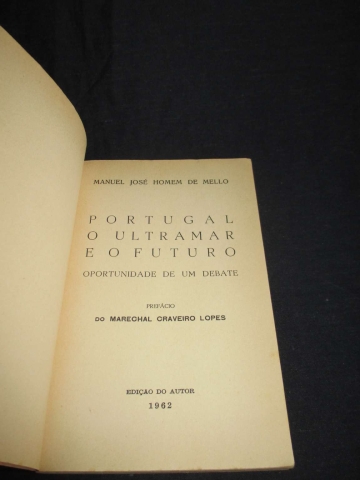 MANUEL JOSÉ HOMEM DE MELLO
PORTUGAL
O ULTRAMAR
E O FUTURO
OPORTUNIDADE DE UM DEBATE
PREFÁCIO
DO MARECHAL CRAVEIRO LOPES
EDIÇÃO DO AUTOR
1962